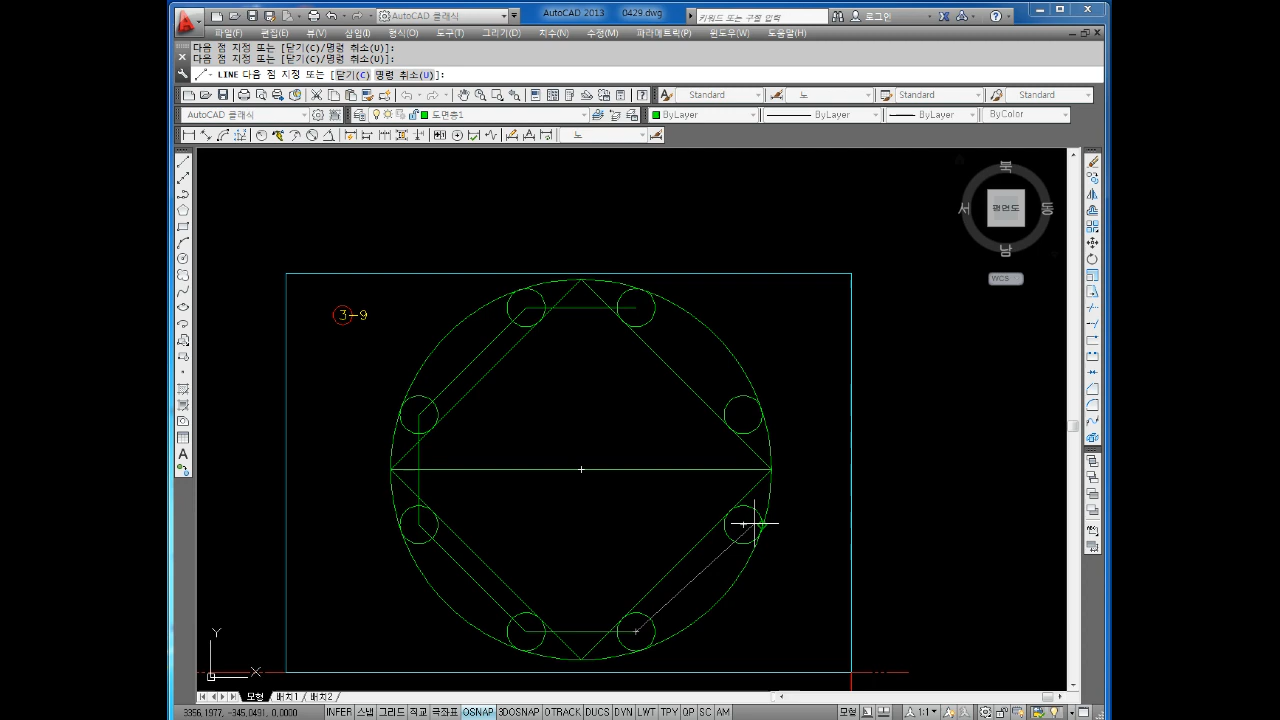 AutoCAD 클래식
AutoCAD 2013 0429.dwg
키워드 또는 구절 입력
로그인
파일(F) 편집(E) 뷰(V) 삽입(I) 형식(O) 도구(T) 그리기(D) 치수(N) 수정(M) 파라메트릭(P) 윈도우(W) 도움말(H)
다음 점 지정 또는 [닫기(C)/명령 취소(U)]:
다음 점 지정 또는 [닫기(C)/명령 취소(U)]:
LINE 다음 점 지정 또는 [닫기(C) 명령 취소(U)]:
Standard 노 Standard Standard
AutoCAD 클래식 도면층1 ByLayer ByLayer ByLayer ByColor
노
북
서 평면도 동
남
WCS
3-9
Y
X
모형 배치1 배치2
3356.1977, -345.0491, 0.0000 INFER 스냅 그리드 직교 극좌표 OSNAP 3DOSNAP OTRACK DUCS DYN LWT TPY QP SC AM 모형 1:1